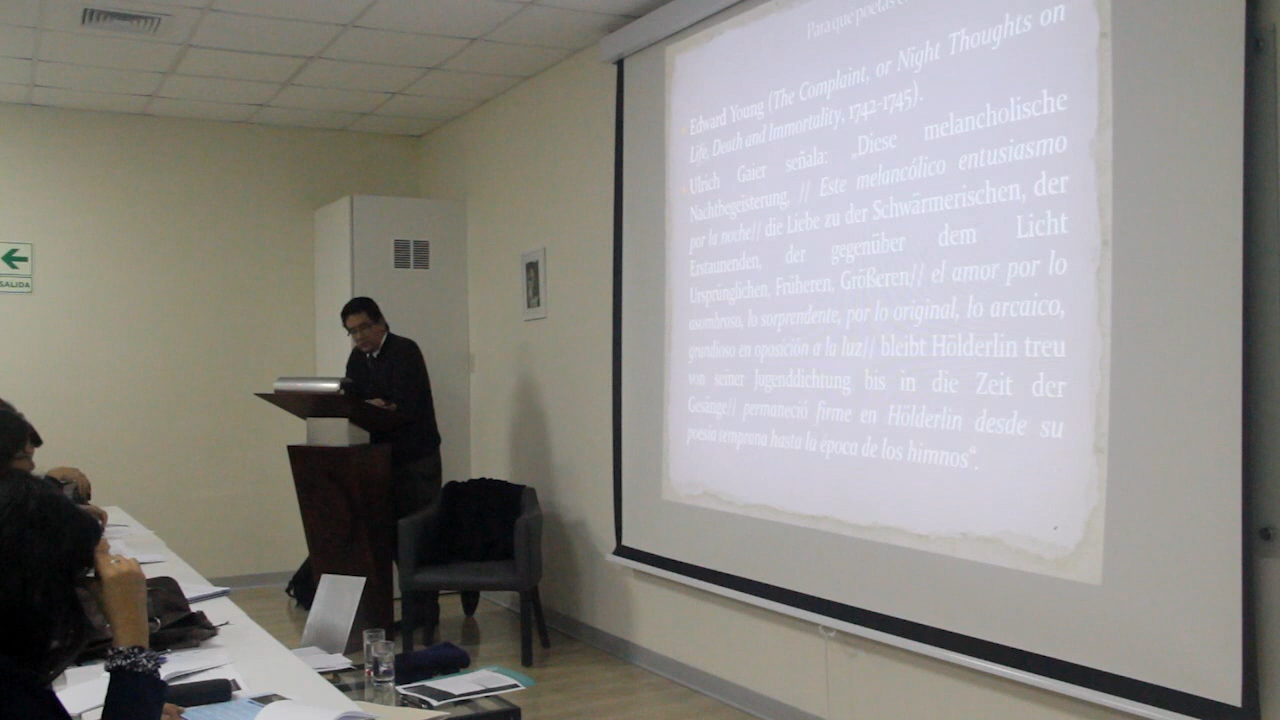 Para que poetas
Edward Young (The Complaint, or Night Thoughts on
Life, Death and Immortality, 1742-1745).
Ulrich Gaier señala: „Diese melancholische
Nachtbegeisterung, // Este melancólico entusiasmo
por la noche// die Liebe zu der Schwärmerischen, der
Erstaunenden, der gegenüber dem Licht
Ursprünglichen, Früheren, Größeren// el amor por lo
asombroso, lo sorprendente, por lo original, lo arcaico,
grandioso en oposición a la luz// bleibt Hölderlin treu
von seiner Jugenddichtung bis in die Zeit der
Gesänge// permaneció firme en Hölderlin desde su
poesía temprana hasta la época de los himnos“.
SALIDA